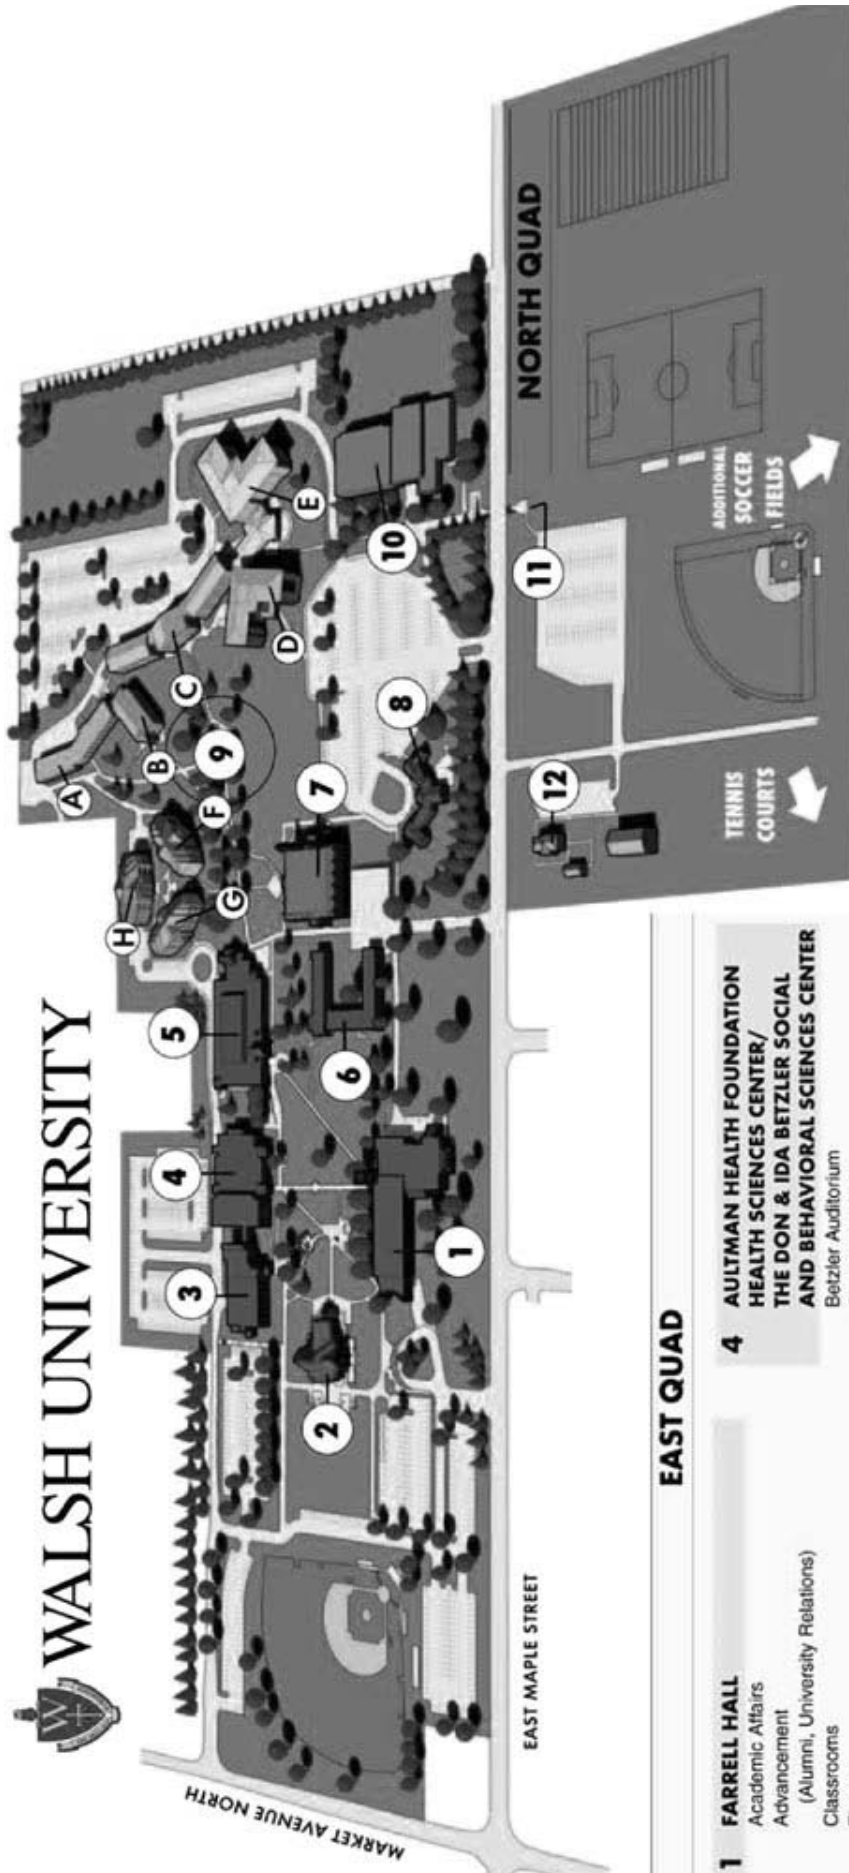 WALSH UNIVERSITY
W
A
B
C
D
E
F
G
H
1
2
3
4
5
6
7
8
9
10
11
12
MARKET AVENUE NORTH
EAST MAPLE STREET
NORTH QUAD
ADDITIONAL
SOCCER
FIELDS
TENNIS
COURTS
EAST QUAD
1 FARRELL HALL
Academic Affairs
Advancement
(Alumni, University Relations)
Classrooms
4 AULTMAN HEALTH FOUNDATION
HEALTH SCIENCES CENTER/
THE DON & IDA BETZLER SOCIAL
AND BEHAVIORAL SCIENCES CENTER
Betzler Auditorium